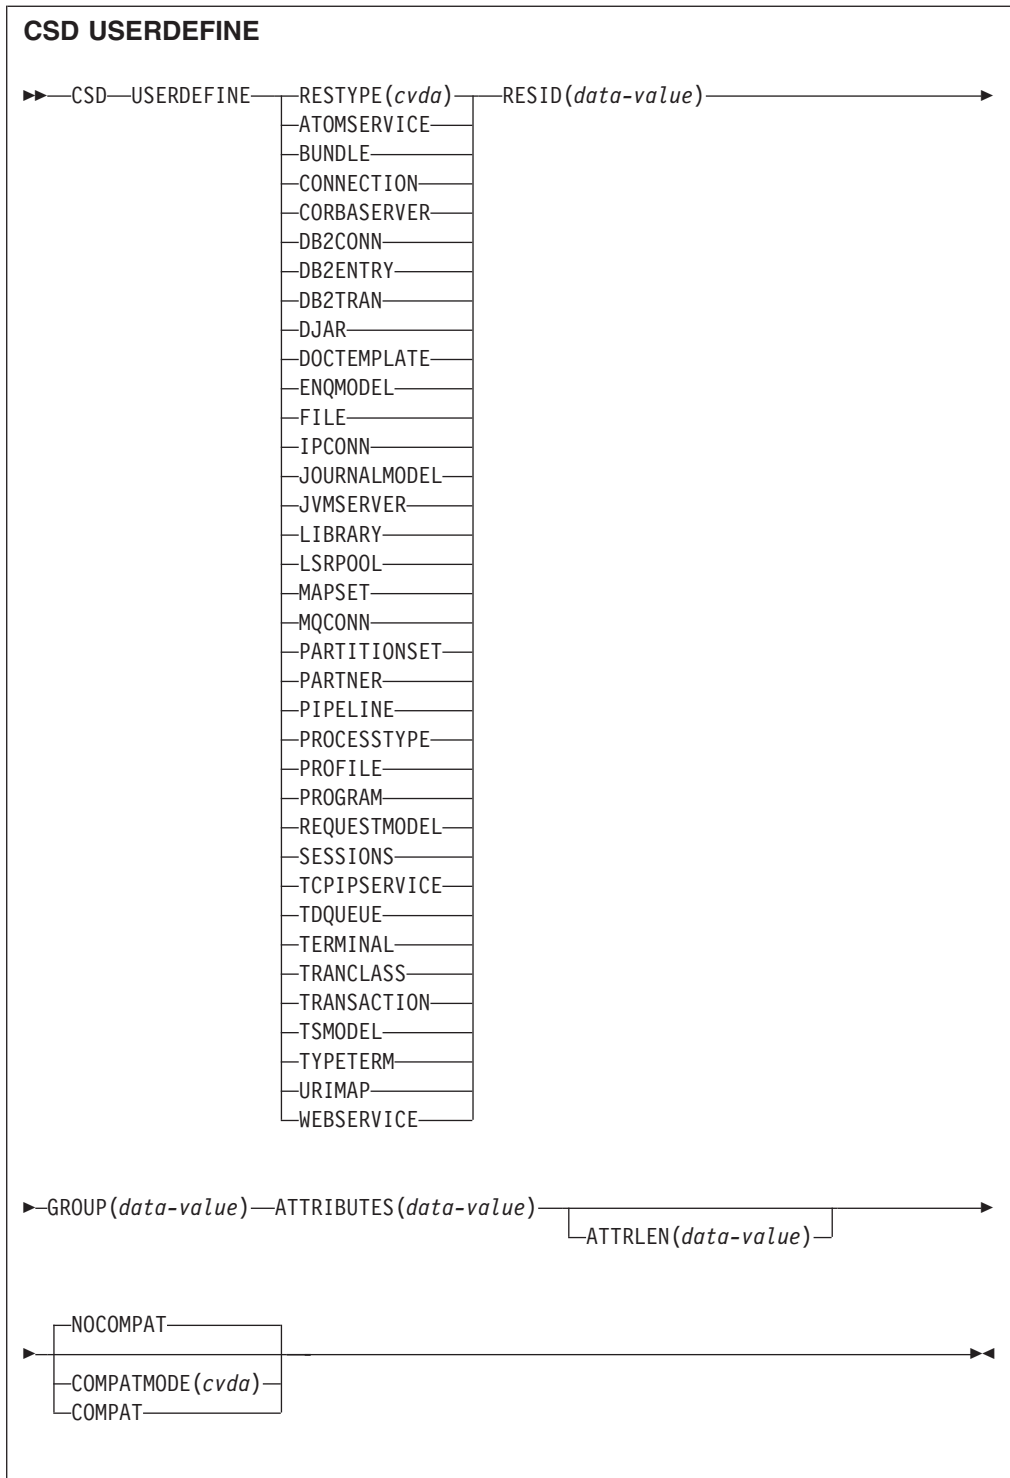 CSD USERDEFINE
CSD USERDEFINE RESTYPE(cvda) RESID(data-value)
ATOMSERVICE
BUNDLE
CONNECTION
CORBASERVER
DB2CONN
DB2ENTRY
DB2TRAN
DJAR
DOCTEMPLATE
ENQMODEL
FILE
IPCONN
JOURNALMODEL
JVMSERVER
LIBRARY
LSRPOOL
MAPSET
MQCONN
PARTITIONSET
PARTNER
PIPELINE
PROCESSTYPE
PROFILE
PROGRAM
REQUESTMODEL
SESSIONS
TCPIPSERVICE
TDQUEUE
TERMINAL
TRANCLASS
TRANSACTION
TSMODEL
TYPETERM
URIMAP
WEBSERVICE
GROUP(data-value) ATTRIBUTES(data-value)
ATTRLEN(data-value)
NOCOMPAT
COMPATMODE(cvda)
COMPAT